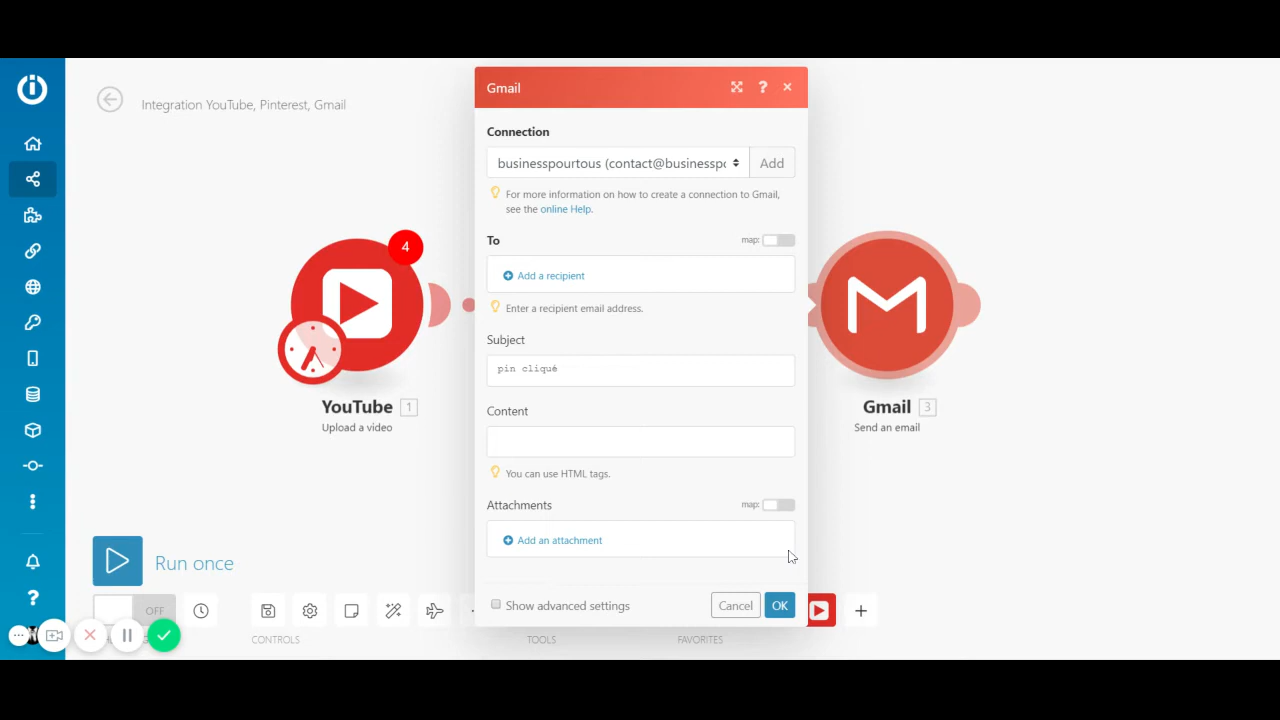 Integration YouTube, Pinterest, Gmail
4
YouTube 1
Upload a video
Gmail
Connection
businesspourtous (contact@businesspo
Add
For more information on how to create a connection to Gmail,
see the online Help.
To
map:
Add a recipient
Enter a recipient email address.
Subject
pin cliqué
Content
You can use HTML tags.
Attachments
map:
Add an attachment
Show advanced settings
Cancel
OK
Gmail 3
Send an email
Run once
OFF
CONTROLS
TOOLS
FAVORITES